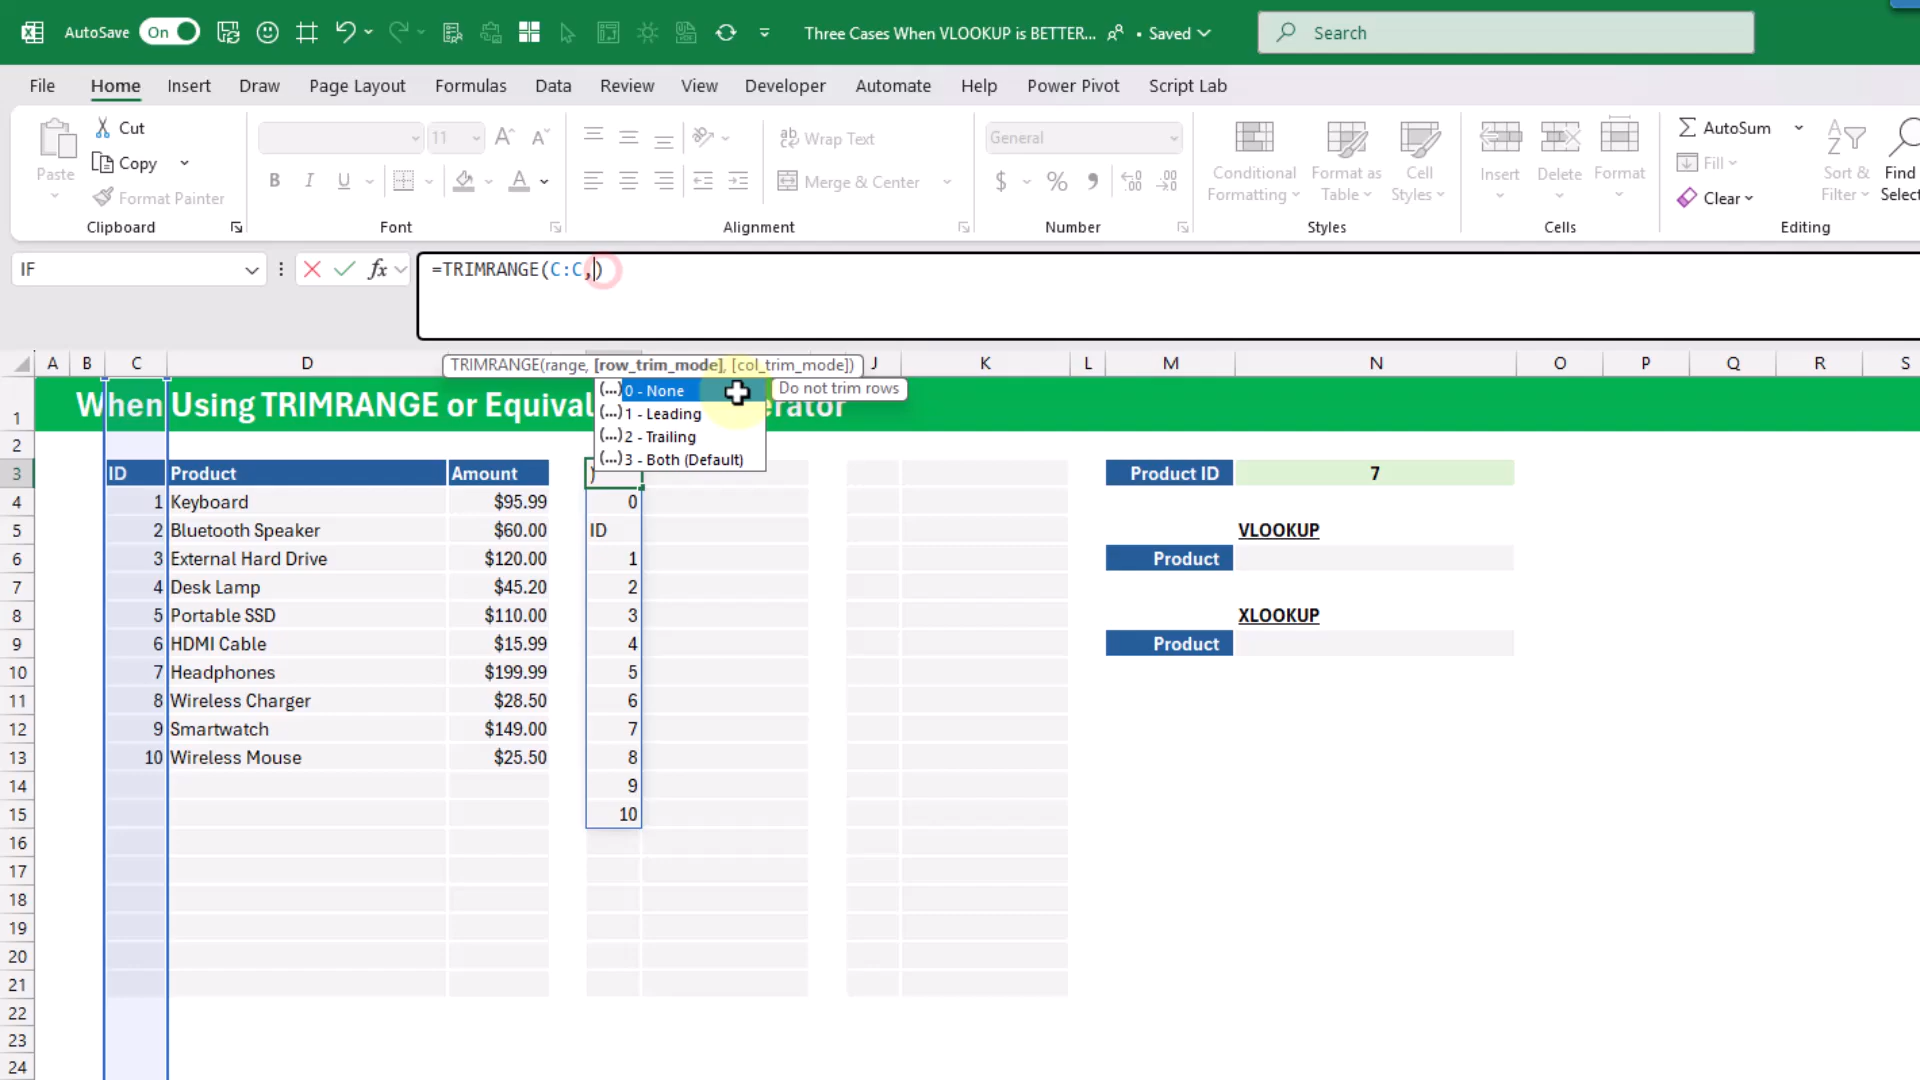 AutoSave On Three Cases When VLOOKUP is BETTER... • Saved Search
File Home Insert Draw Page Layout Formulas Data Review View Developer Automate Help Power Pivot Script Lab
Paste Cut Copy Format Painter
Clipboard
11
B I U A
Font
Wrap Text
Merge & Center
Alignment
General
$ % 9
Number
Conditional Formatting Format as Table Cell Styles
Styles
Insert Delete Format
Cells
AutoSum Fill Clear Sort & Filter Find
Editing
IF fx =TRIMRANGE(C:C,)
TRIMRANGE(range, [row_trim_mode], [col_trim_mode])
(...) 0 - None Do not trim rows
(...) 1 - Leading
(...) 2 - Trailing
(...) 3 - Both (Default)
A B C D J K L M N O P Q R S
1 When Using TRIMRANGE or Equival erator
2
3 ID Product Amount ) Product ID 7
4 1 Keyboard $95.99 0
5 2 Bluetooth Speaker $60.00 ID VLOOKUP
6 3 External Hard Drive $120.00 1 Product
7 4 Desk Lamp $45.20 2
8 5 Portable SSD $110.00 3 XLOOKUP
9 6 HDMI Cable $15.99 4 Product
10 7 Headphones $199.99 5
11 8 Wireless Charger $28.50 6
12 9 Smartwatch $149.00 7
13 10 Wireless Mouse $25.50 8
14 9
15 10
16
17
18
19
20
21
22
23
24